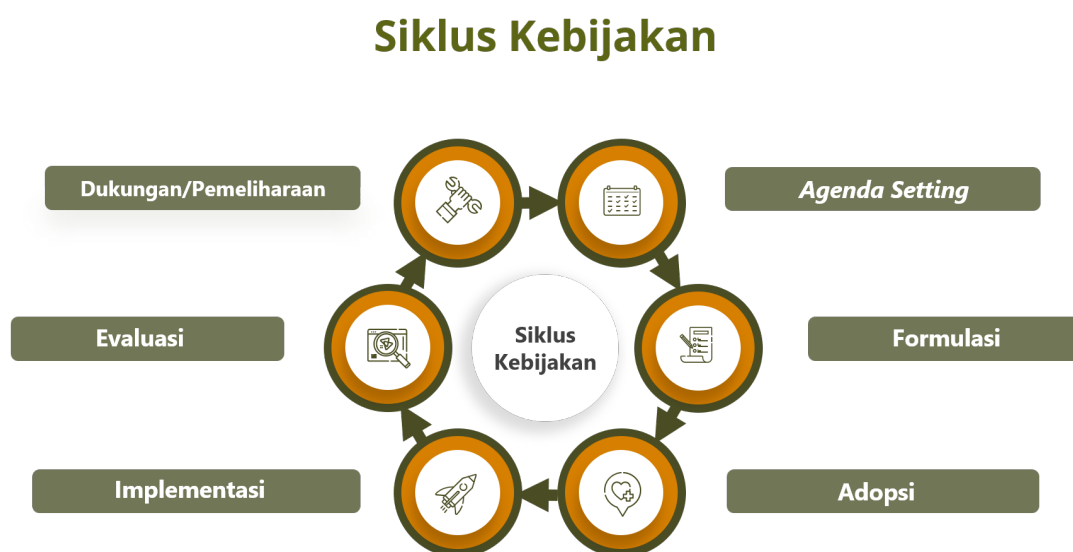 Siklus Kebijakan
Dukungan/Pemeliharaan
Agenda Setting
Evaluasi
Siklus
Kebijakan
Formulasi
Implementasi
Adopsi